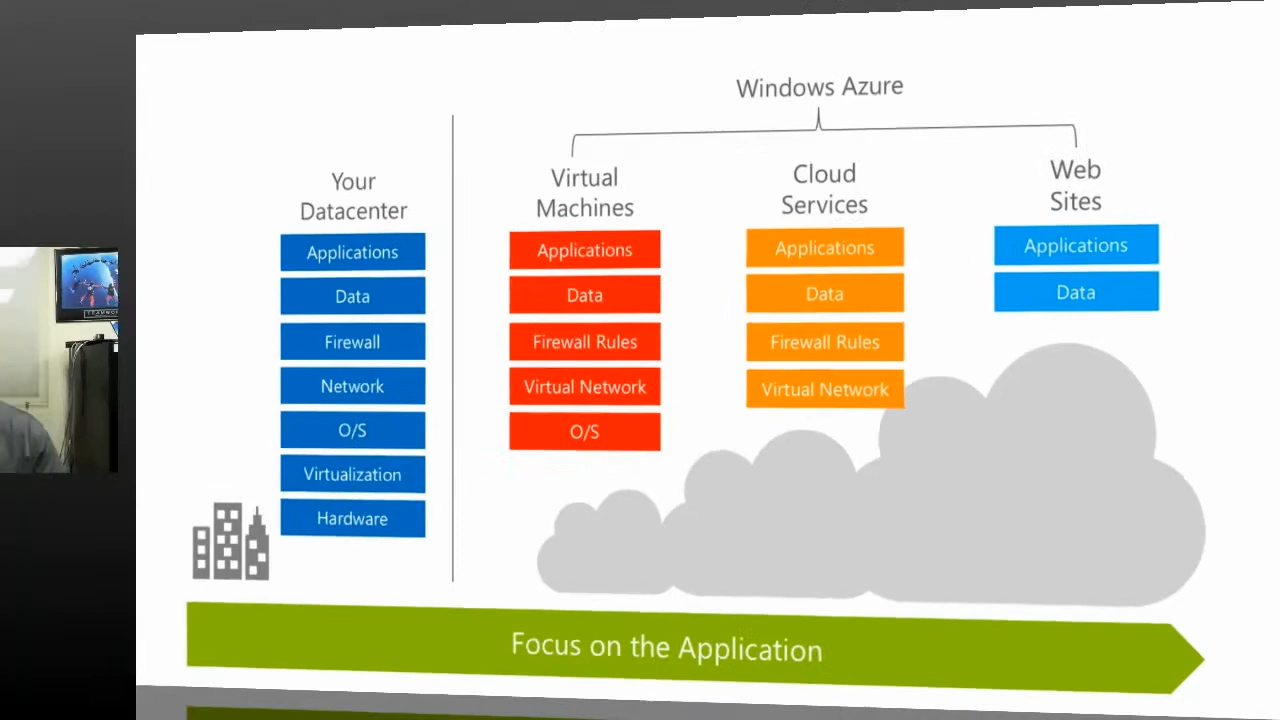 Windows Azure
Your
Datacenter
Applications
Data
Firewall
Network
O/S
Virtualization
Hardware
Virtual
Machines
Applications
Data
Firewall Rules
Virtual Network
O/S
Cloud
Services
Applications
Data
Firewall Rules
Virtual Network
Web
Sites
Applications
Data
Focus on the Application